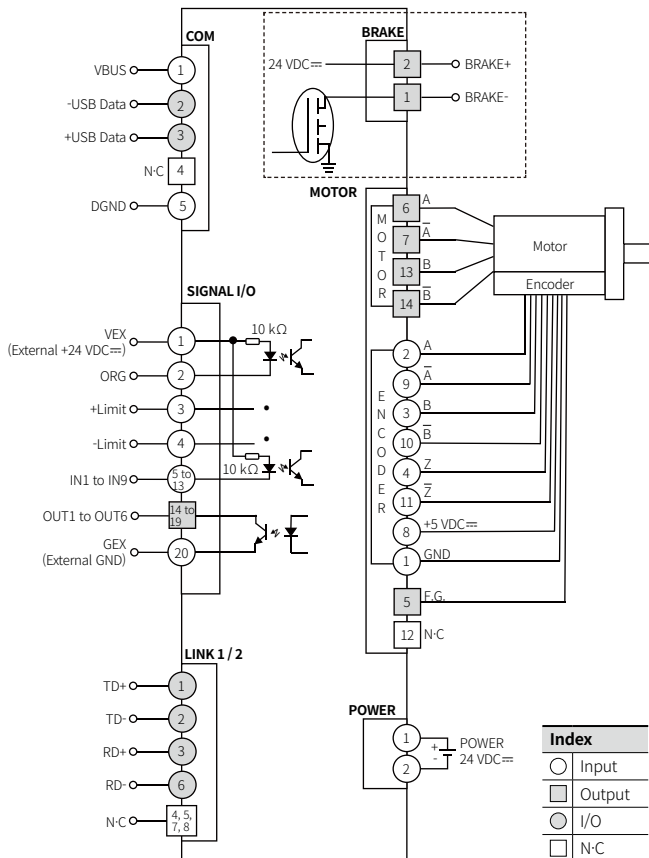 COM
VBUS
1
-USB Data
2
+USB Data
3
N·C
4
DGND
5
BRAKE
24 VDC⎓
2
BRAKE+
1
BRAKE-
SIGNAL I/O
VEX
(External +24 VDC⎓)
1
10 kΩ
ORG
2
+Limit
3
-Limit
4
IN1 to IN9
5 to
13
10 kΩ
OUT1 to OUT6
14 to
19
GEX
(External GND)
20
LINK 1 / 2
TD+
1
TD-
2
RD+
3
RD-
6
N·C
4, 5,
7, 8
MOTOR
MOTOR
6
A
7
A̅
13
B
14
B̅
Motor
Encoder
ENCODER
2
A
9
A̅
3
B
10
B̅
4
Z
11
Z̅
8
+5 VDC⎓
1
GND
5
F.G.
12
N·C
POWER
1
+
2
-
POWER
24 VDC⎓
Index
Input
Output
I/O
N·C